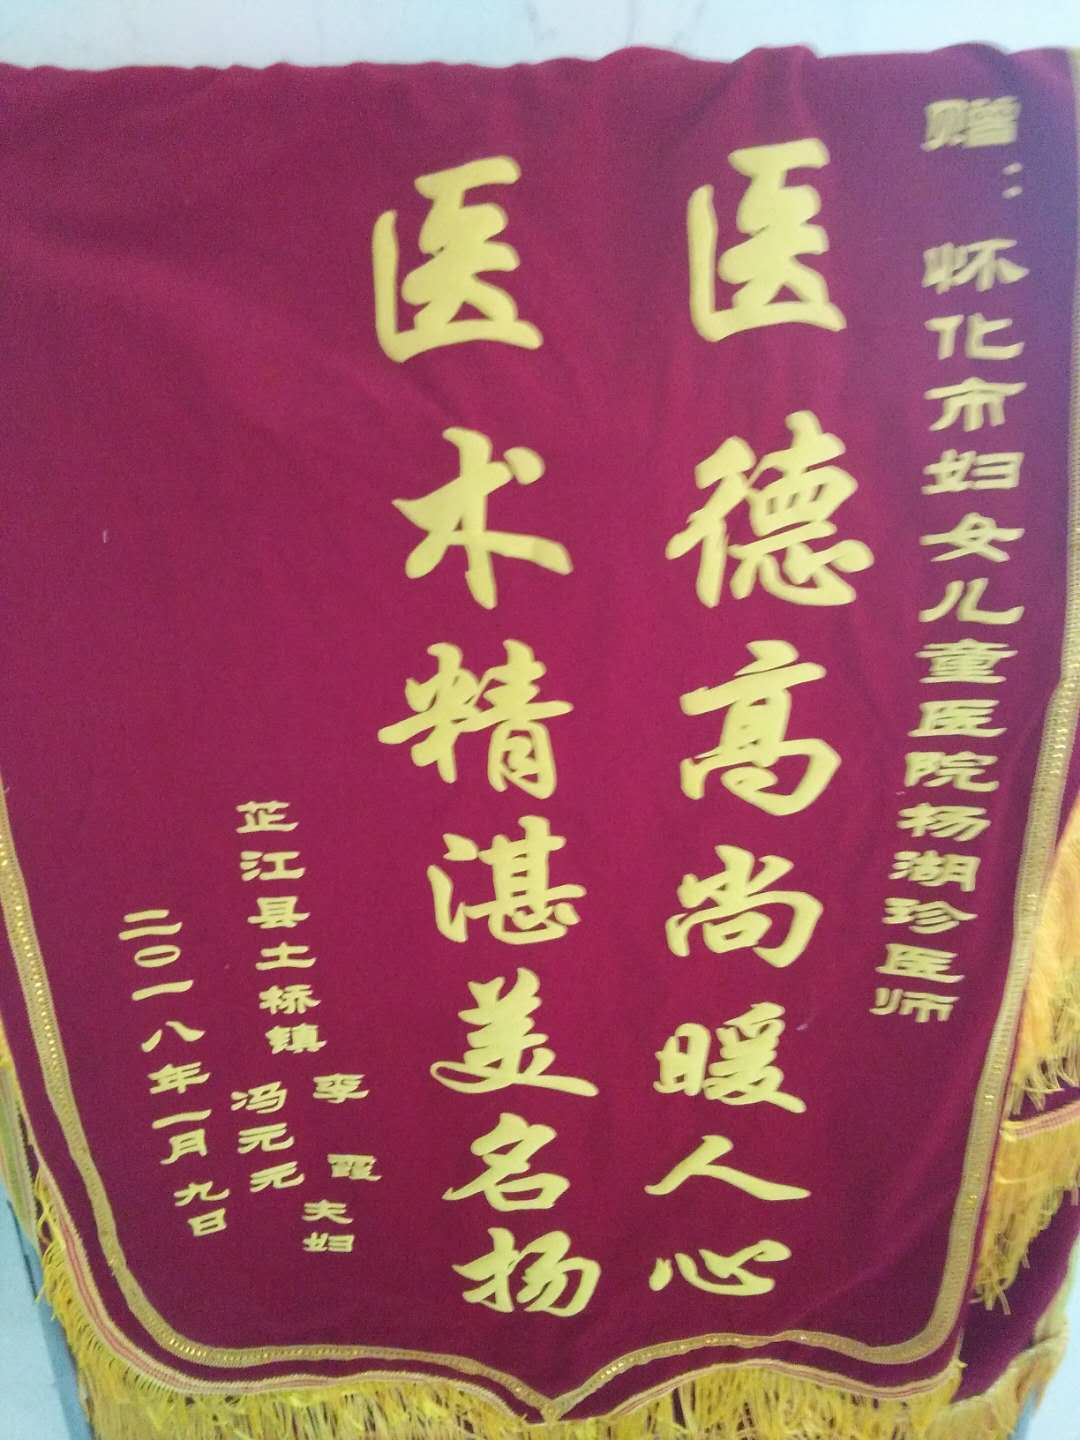 赠：怀化市妇女儿童医院杨湖珍医师
医德高尚暖人心
医术精湛美名扬
芷江县土桥镇
李霞
冯元元
夫妇
二〇一八年一月九日